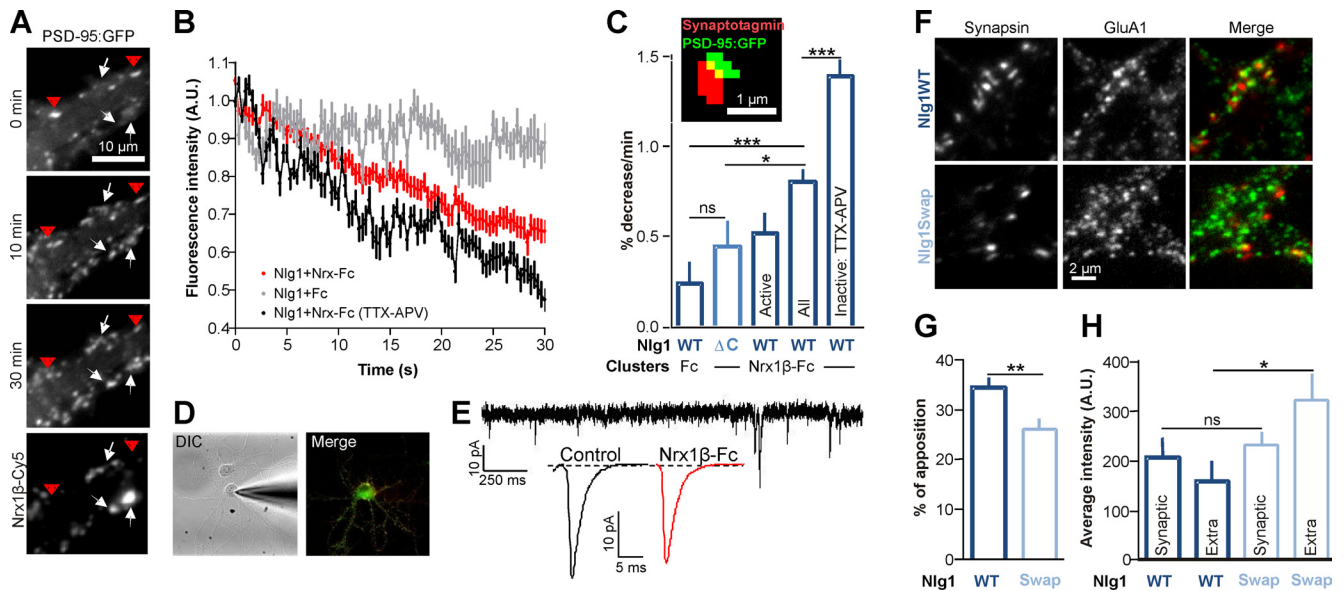 A
PSD-95:GFP
0 min
10 µm
10 min
30 min
Nrx1β-Cy5
B
Fluorescence intensity (A.U.)
1.1
1.0
0.9
0.8
0.7
0.6
0.5
0.4
Nlg1+Nrx-Fc
Nlg1+Fc
Nlg1+Nrx-Fc (TTX-APV)
0 5 10 15 20 25 30
Time (s)
C
Synaptotagmin
PSD-95:GFP
1 µm
% decrease/min
1.5
1.0
0.5
0.0
***
***
*
ns
Active
All
Inactive: TTX-APV
Nlg1 WT ΔC WT WT WT
Clusters Fc Nrx1β-Fc
D
DIC
Merge
E
10 pA
250 ms
Control
Nrx1β-Fc
10 pA
5 ms
F
Synapsin GluA1 Merge
Nlg1WT
Nlg1Swap
2 µm
G
% of apposition
60
40
20
0
**
Nlg1 WT Swap
H
Average intensity (A.U.)
400
300
200
100
0
*
ns
Synaptic
Extra
Synaptic
Extra
Nlg1 WT WT Swap Swap